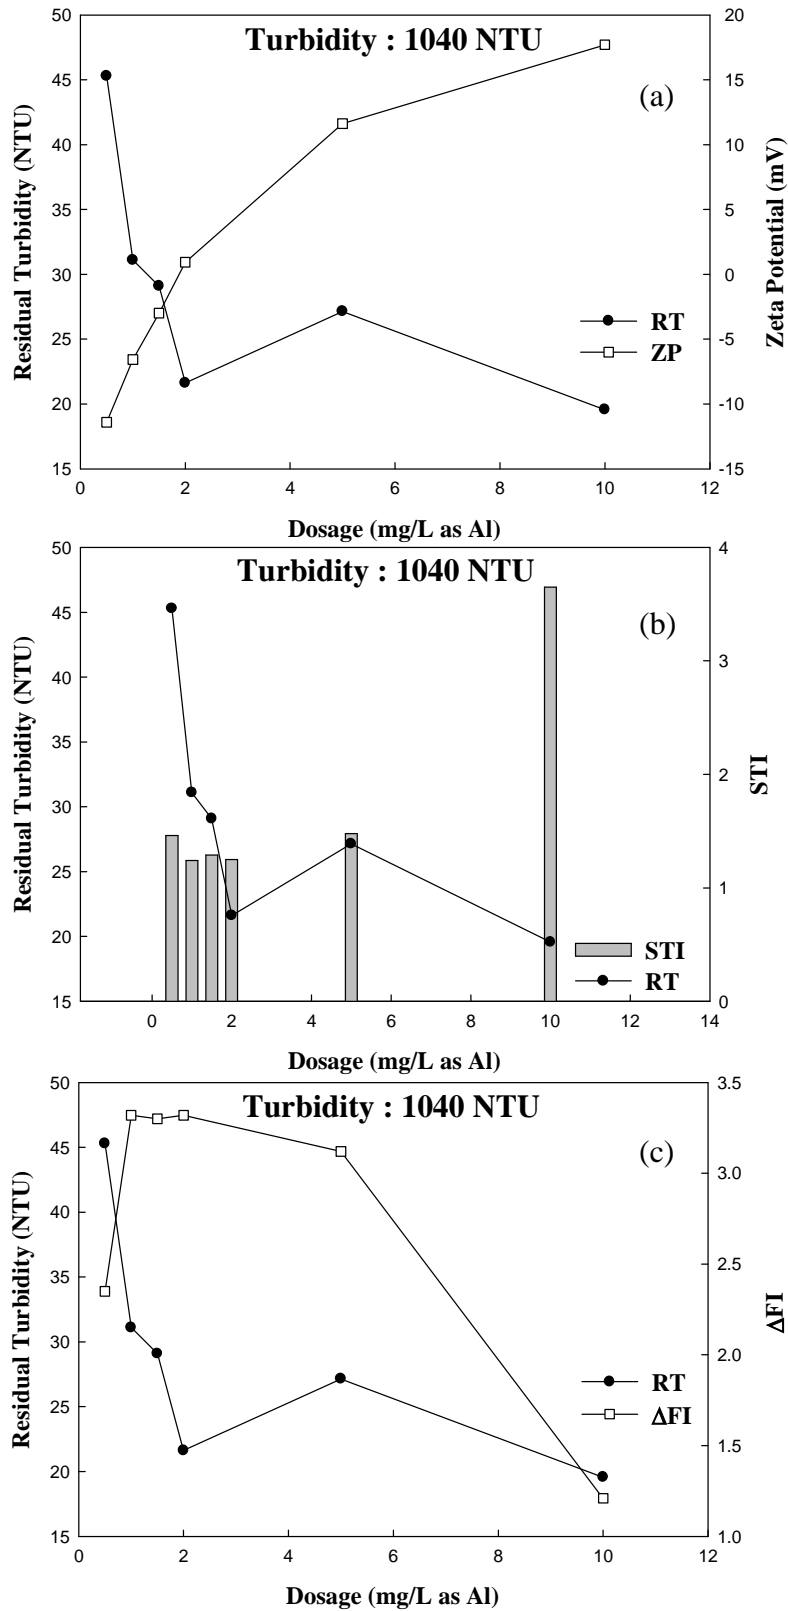 Turbidity : 1040 NTU
(a)
Residual Turbidity (NTU)
50
45
40
35
30
25
20
15
Zeta Potential (mV)
20
15
10
5
0
-5
-10
-15
RT
ZP
0 2 4 6 8 10 12
Dosage (mg/L as Al)
Turbidity : 1040 NTU
(b)
Residual Turbidity (NTU)
50
45
40
35
30
25
20
15
STI
4
3
2
1
0
STI
RT
0 2 4 6 8 10 12 14
Dosage (mg/L as Al)
Turbidity : 1040 NTU
(c)
Residual Turbidity (NTU)
50
45
40
35
30
25
20
15
ΔFI
3.5
3.0
2.5
2.0
1.5
1.0
RT
ΔFI
0 2 4 6 8 10 12
Dosage (mg/L as Al)